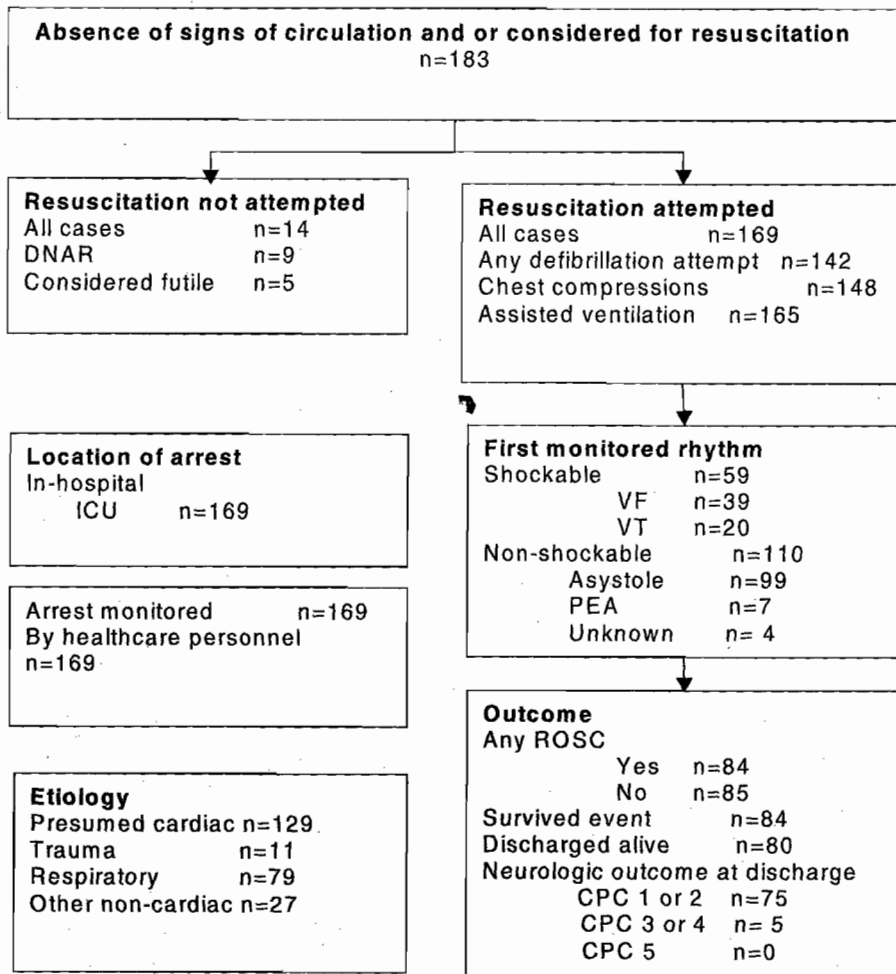 Absence of signs of circulation and or considered for resuscitation
n=183
Resuscitation not attempted
All cases n=14
DNAR n=9
Considered futile n=5
Resuscitation attempted
All cases n=169
Any defibrillation attempt n=142
Chest compressions n=148
Assisted ventilation n=165
Location of arrest
In-hospital
ICU n=169
First monitored rhythm
Shockable n=59
VF n=39
VT n=20
Non-shockable n=110
Asystole n=99
PEA n=7
Unknown n= 4
Arrest monitored n=169
By healthcare personnel
n=169
Etiology
Presumed cardiac n=129
Trauma n=11
Respiratory n=79
Other non-cardiac n=27
Outcome
Any ROSC
Yes n=84
No n=85
Survived event n=84
Discharged alive n=80
Neurologic outcome at discharge
CPC 1 or 2 n=75
CPC 3 or 4 n= 5
CPC 5 n=0